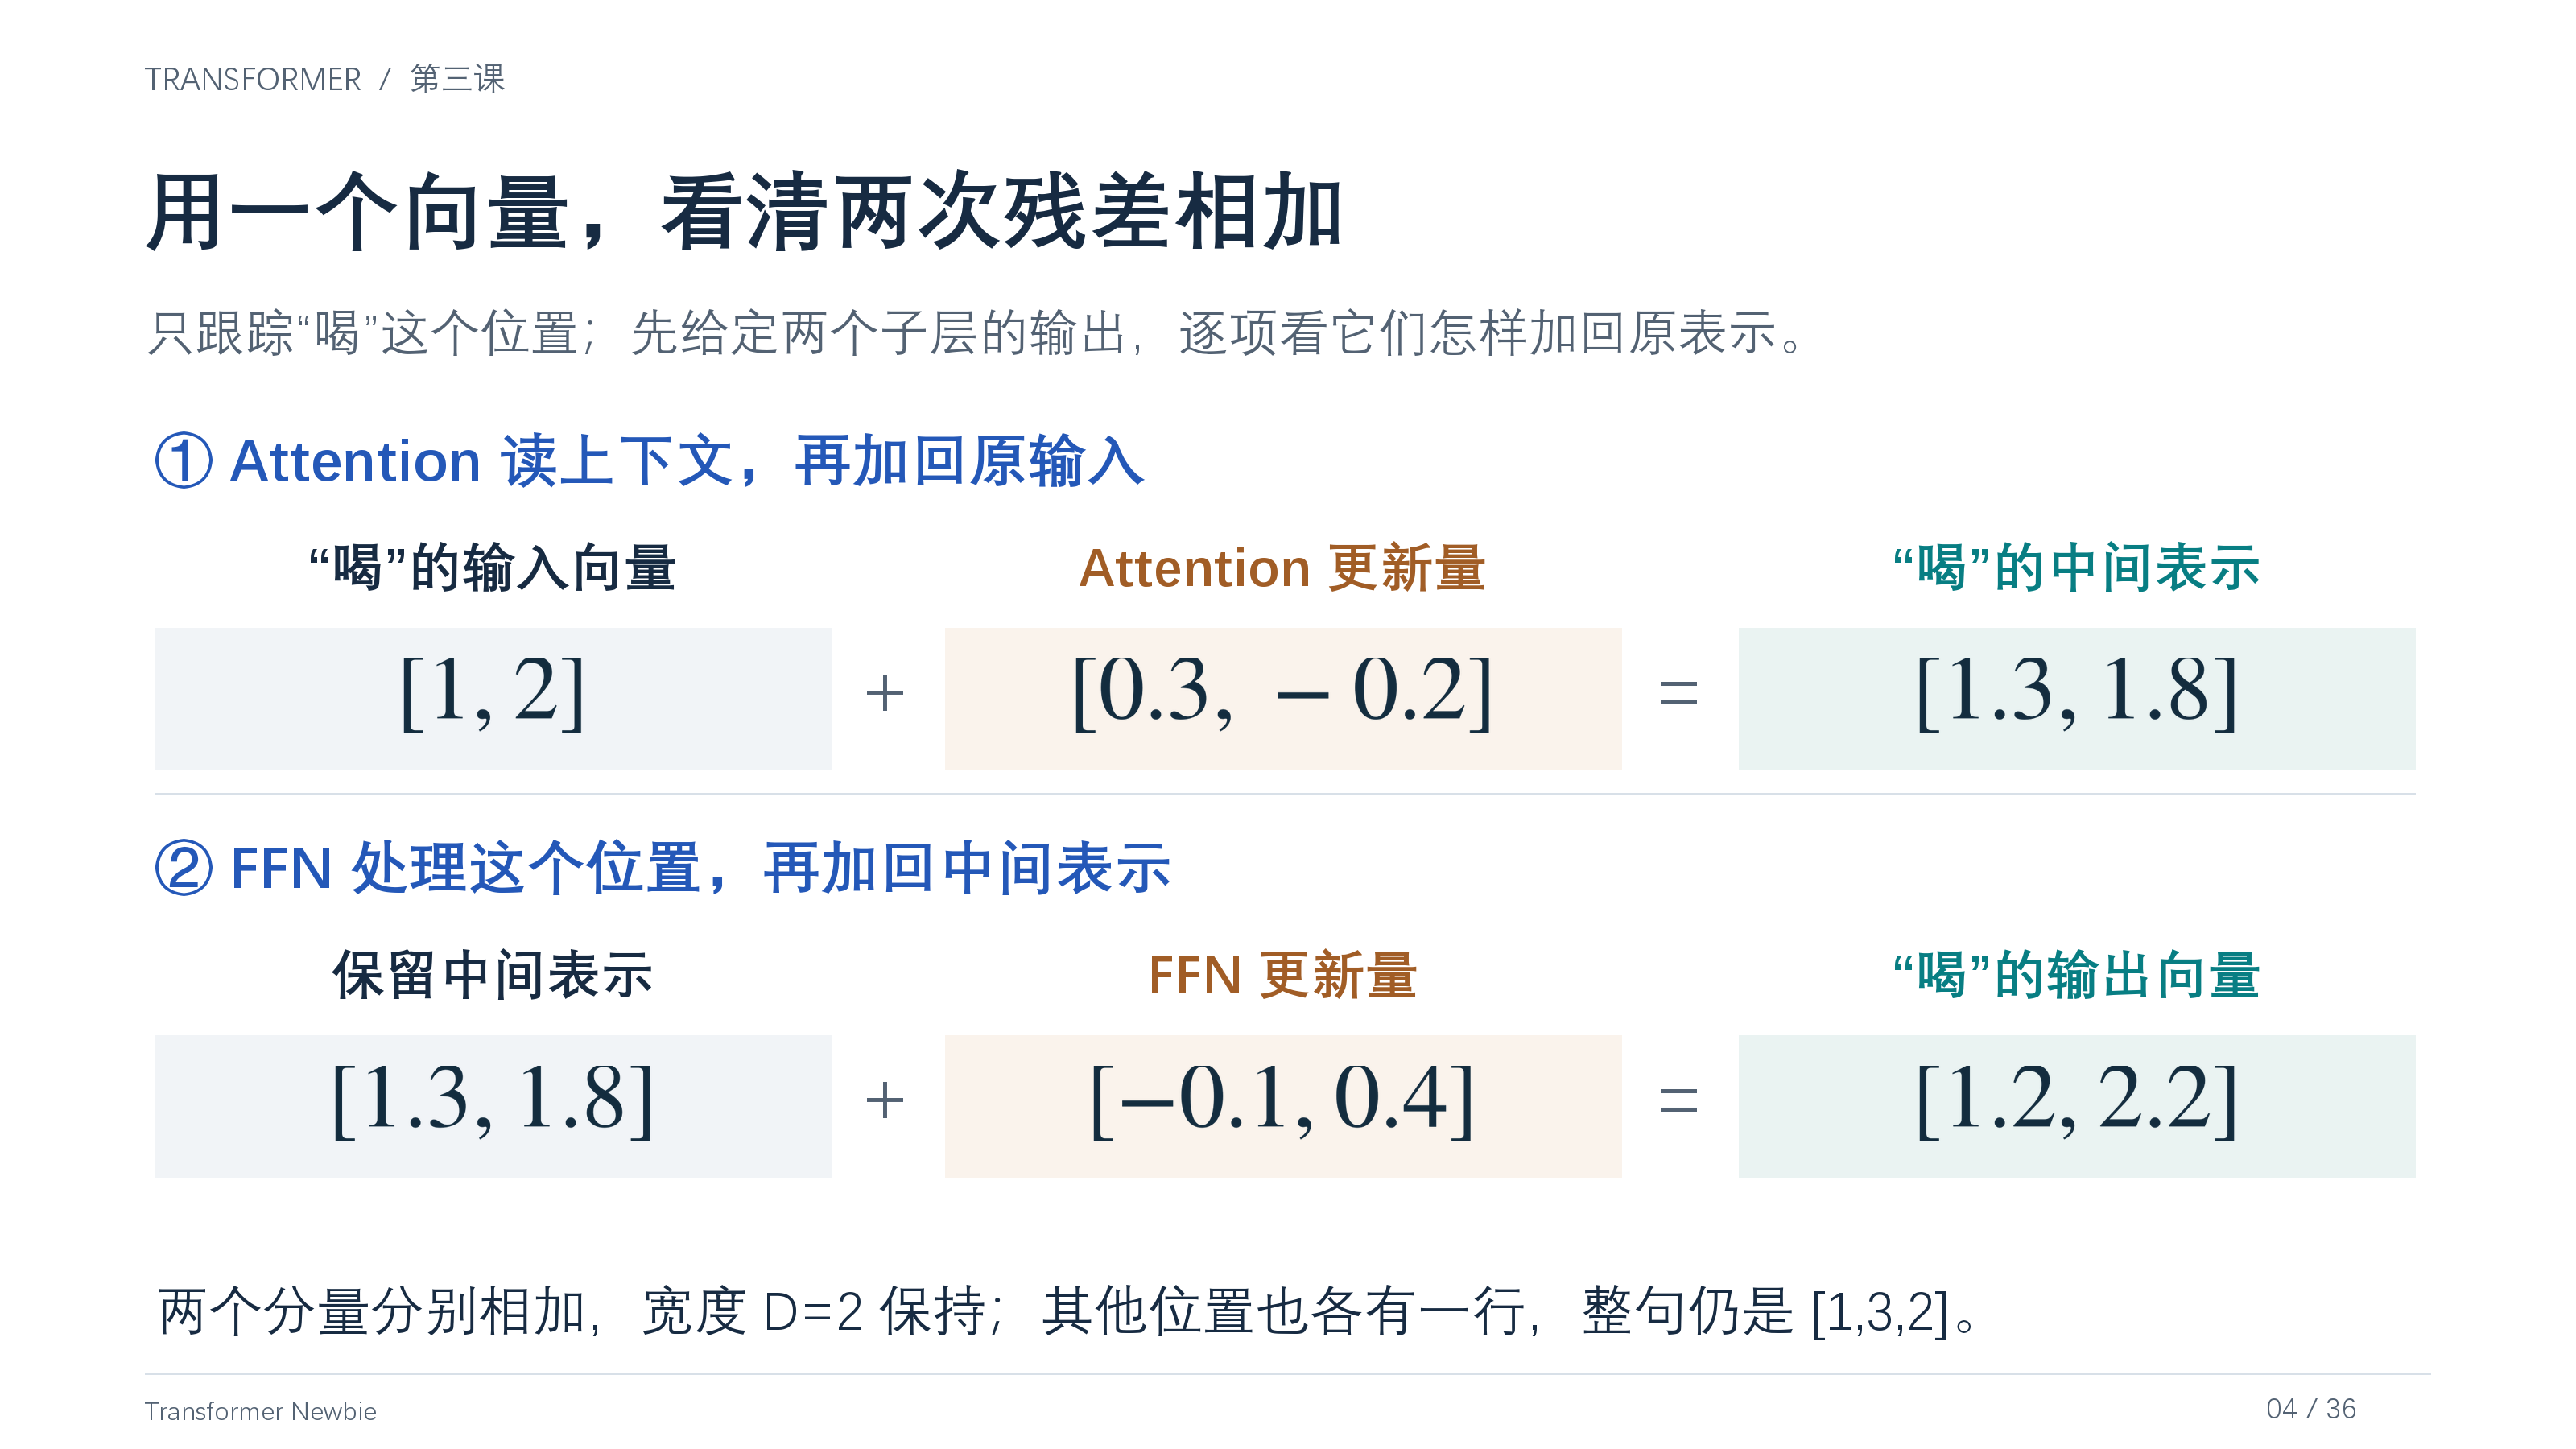 TRANSFORMER / 第三课
用一个向量，看清两次残差相加
只跟踪“喝”这个位置；先给定两个子层的输出，逐项看它们怎样加回原表示。
① Attention 读上下文，再加回原输入
“喝”的输入向量 Attention 更新量 “喝”的中间表示
[1, 2] + [0.3, − 0.2] = [1.3, 1.8]
② FFN 处理这个位置，再加回中间表示
保留中间表示 FFN 更新量 “喝”的输出向量
[1.3, 1.8] + [−0.1, 0.4] = [1.2, 2.2]
两个分量分别相加，宽度 D=2 保持；其他位置也各有一行，整句仍是 [1,3,2]。
Transformer Newbie 04 / 36